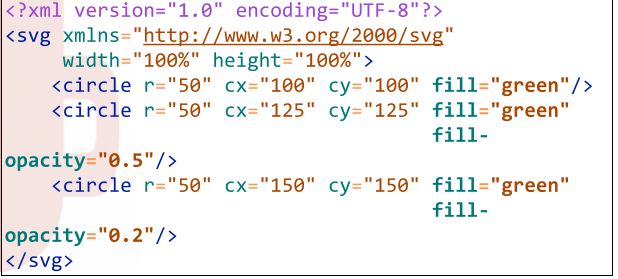 <?xml version="1.0" encoding="UTF-8"?>
<svg xmlns="http://www.w3.org/2000/svg"
width="100%" height="100%">
<circle r="50" cx="100" cy="100" fill="green"/>
<circle r="50" cx="125" cy="125" fill="green"
fill-
opacity="0.5"/>
<circle r="50" cx="150" cy="150" fill="green"
fill-
opacity="0.2"/>
</svg>